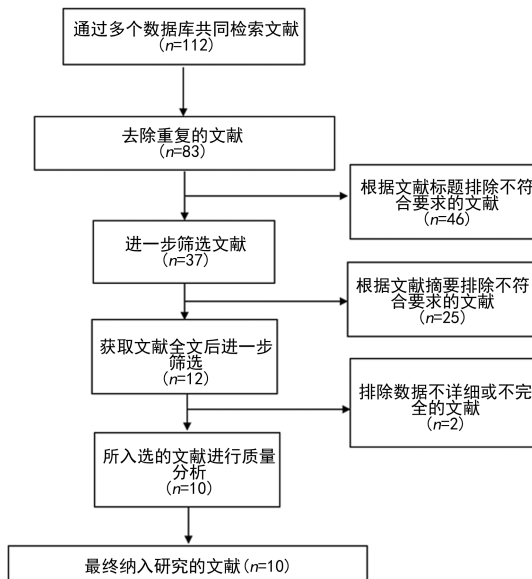 通过多个数据库共同检索文献
(n=112)
去除重复的文献
(n=83)
根据文献标题排除不符
合要求的文献
(n=46)
进一步筛选文献
(n=37)
根据文献摘要排除不符
合要求的文献
(n=25)
获取文献全文后进一步
筛选
(n=12)
排除数据不详细或不完
全的文献
(n=2)
所入选的文献进行质量
分析
(n=10)
最终纳入研究的文献(n=10)